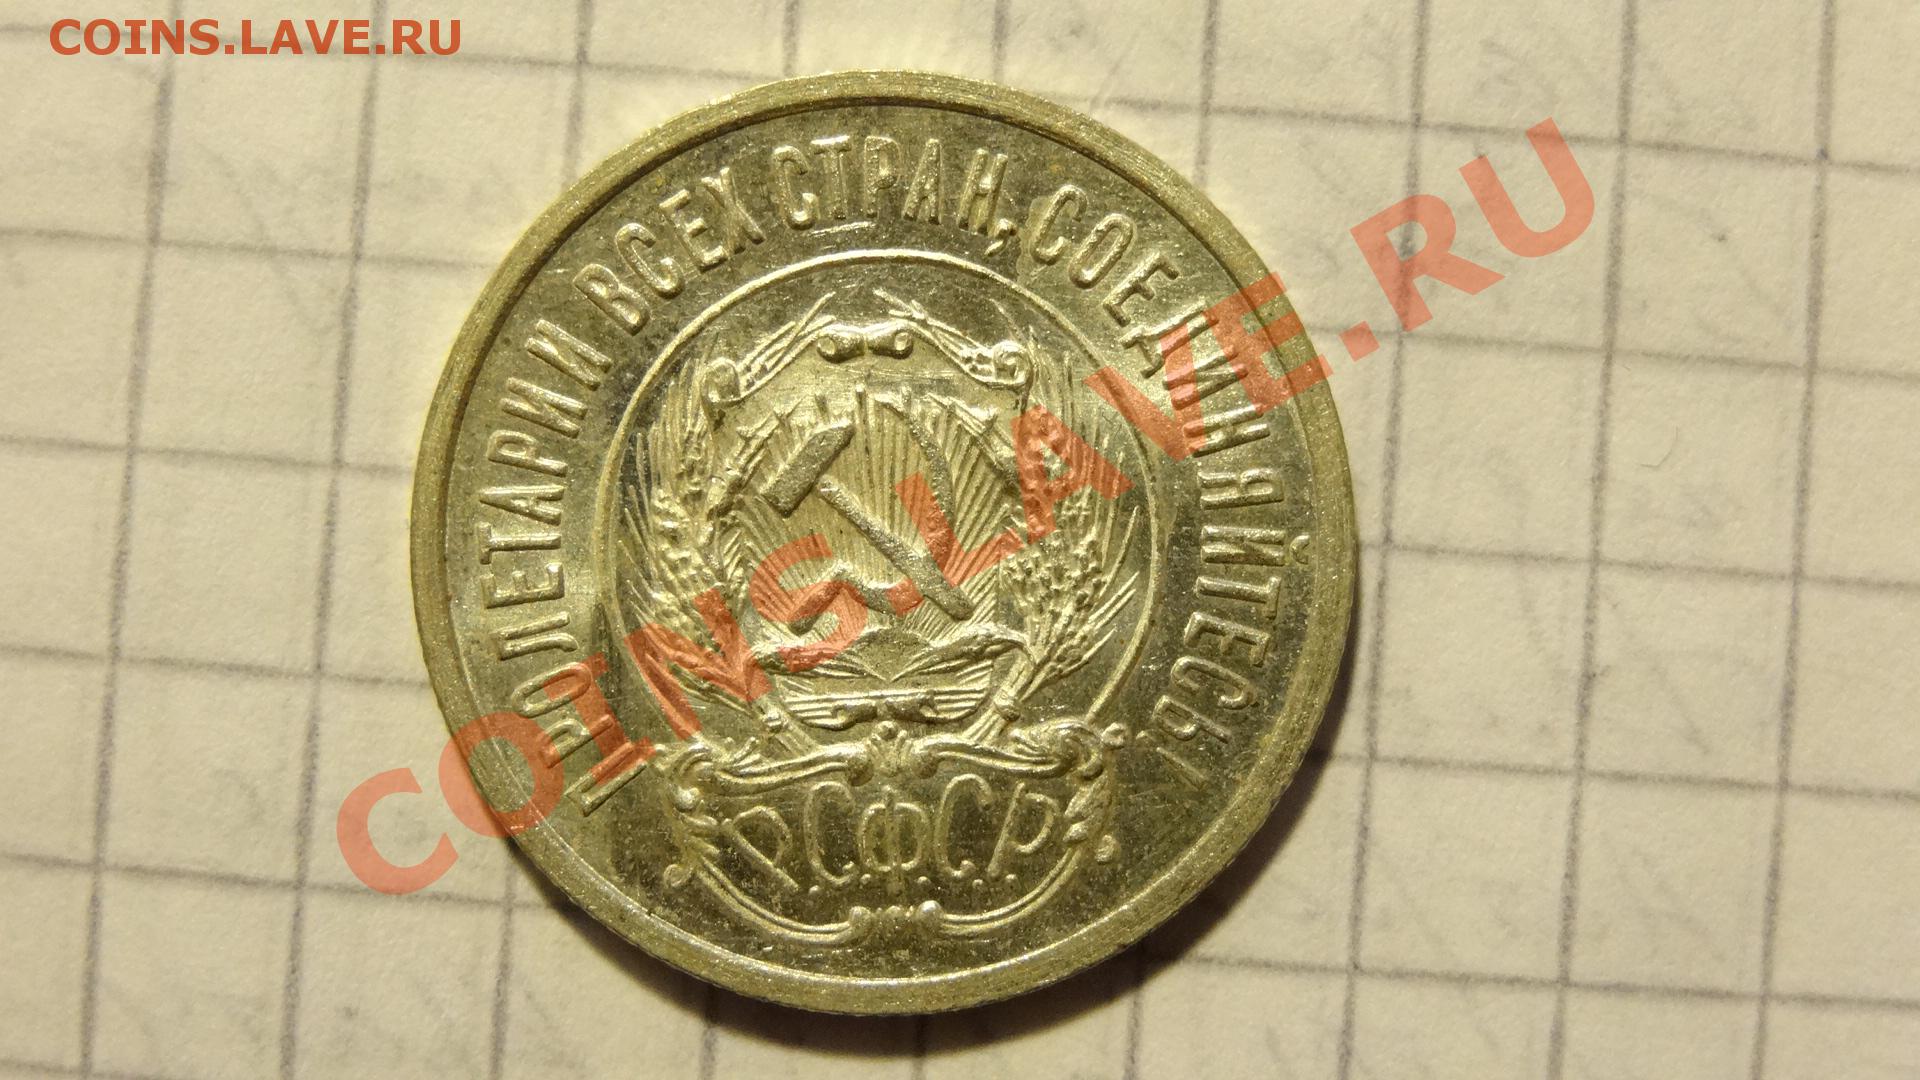 COINS.LAVE.RU
ПРОЛЕТАРИИ ВСЕХ СТРАН, СОЕДИНЯЙТЕСЬ!
Р.С.Ф.С.Р.
COINS.LAVE.RU